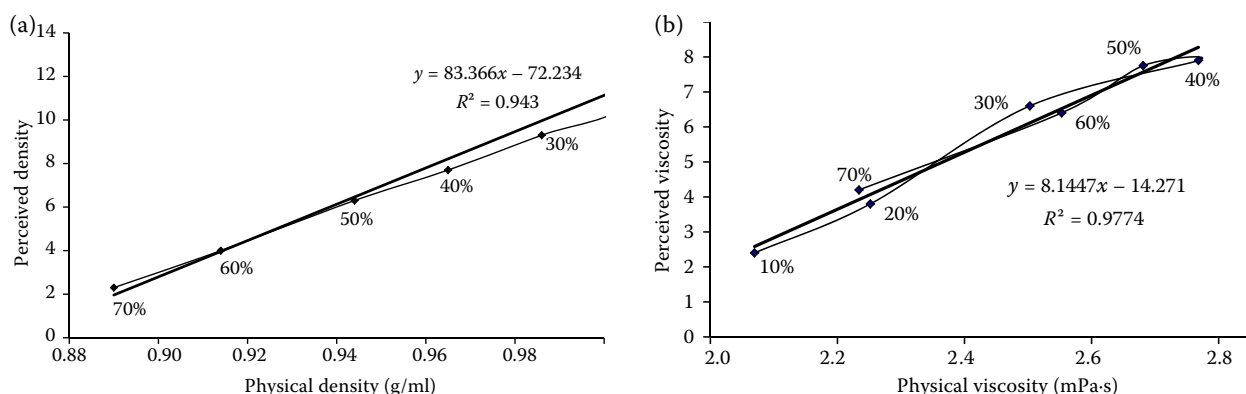 (a)
14
12
10
8
6
4
2
0
Perceived density
y = 83.366x – 72.234
R² = 0.943
30%
40%
50%
60%
70%
0.88 0.90 0.92 0.94 0.96 0.98
Physical density (g/ml)
(b)
8
7
6
5
4
3
2
1
0
Perceived viscosity
50%
40%
30%
60%
70%
20%
10%
y = 8.1447x – 14.271
R² = 0.9774
2.0 2.2 2.4 2.6 2.8
Physical viscosity (mPa·s)